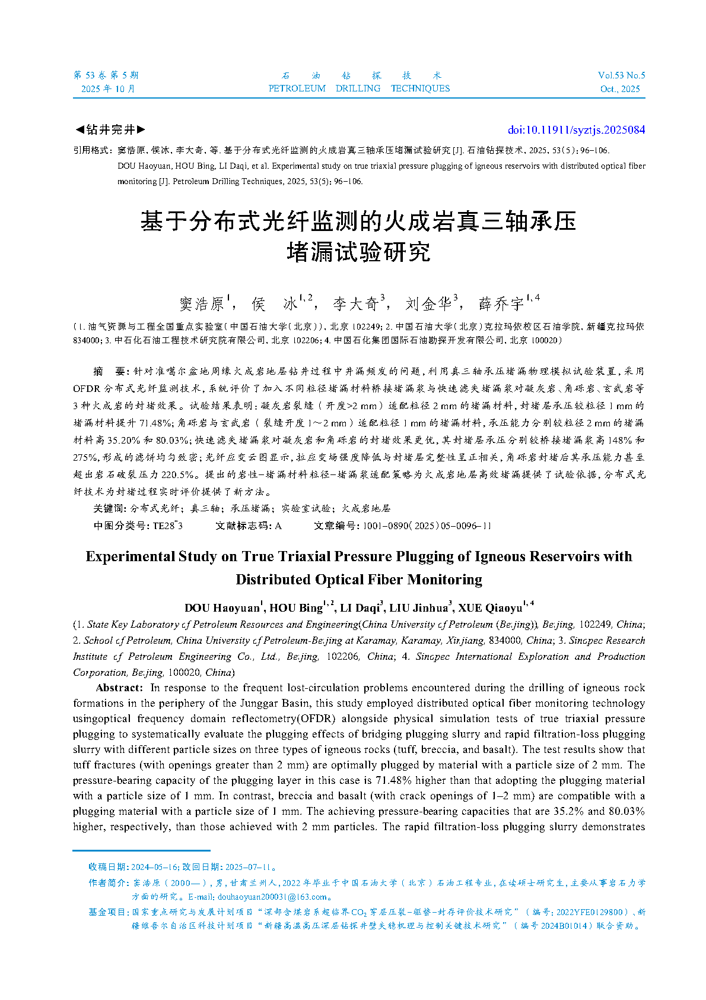 第 53 卷 第 5 期 石 油 钻 探 技 术 Vol.53 No.5
2025 年 10 月 PETROLEUM DRILLING TECHNIQUES Oct., 2025
◀钻井完井▶ doi:10.11911/syztjs.2025084
引用格式：窦浩原, 侯冰, 李大奇, 等. 基于分布式光纤监测的火成岩真三轴承压堵漏试验研究 [J]. 石油钻探技术, 2025, 53(5)：96−106.
DOU Haoyuan, HOU Bing, LI Daqi, et al. Experimental study on true triaxial pressure plugging of igneous reservoirs with distributed optical fiber
monitoring [J]. Petroleum Drilling Techniques, 2025, 53(5)：96−106.
基于分布式光纤监测的火成岩真三轴承压
堵漏试验研究
窦浩原1， 侯 冰1, 2， 李大奇3， 刘金华3， 薛乔宇1, 4
(1. 油气资源与工程全国重点实验室(中国石油大学(北京)), 北京 102249; 2. 中国石油大学(北京)克拉玛依校区石油学院, 新疆克拉玛依
834000; 3. 中石化石油工程技术研究院有限公司, 北京 102206; 4. 中国石化集团国际石油勘探开发有限公司, 北京 100020)
摘 要: 针对准噶尔盆地周缘火成岩地层钻井过程中井漏频发的问题, 利用真三轴承压堵漏物理模拟试验装置, 采用
OFDR 分布式光纤监测技术, 系统评价了加入不同粒径堵漏材料桥接堵漏浆与快速滤失堵漏浆对凝灰岩、角砾岩、玄武岩等
3 种火成岩的封堵效果。试验结果表明: 凝灰岩裂缝（开度>2 mm）适配粒径 2 mm 的堵漏材料, 封堵层承压较粒径 1 mm 的
堵漏材料提升 71.48%; 角砾岩与玄武岩（裂缝开度 1～2 mm）适配粒径 1 mm 的堵漏材料, 承压能力分别较粒径 2 mm 的堵漏
材料高 35.20% 和 80.03%; 快速滤失堵漏浆对凝灰岩和角砾岩的封堵效果更优, 其封堵层承压分别较桥接堵漏浆高 148% 和
275%, 形成的滤饼均匀致密; 光纤应变云图显示, 拉应变场强度降低与封堵层完整性呈正相关, 角砾岩封堵后其承压能力甚至
超出岩石破裂压力 220.5%。提出的岩性−堵漏材料粒径−堵漏浆适配策略为火成岩地层高效堵漏提供了试验依据, 分布式光
纤技术为封堵过程实时评价提供了新方法。
关键词: 分布式光纤；真三轴；承压堵漏；实验室试验；火成岩地层
中图分类号: TE28+3 文献标志码: A 文章编号: 1001−0890(2025)05−0096−11
Experimental Study on True Triaxial Pressure Plugging of Igneous Reservoirs with
Distributed Optical Fiber Monitoring
DOU Haoyuan1, HOU Bing1, 2, LI Daqi3, LIU Jinhua3, XUE Qiaoyu1, 4
(1. State Key Laboratory of Petroleum Resources and Engineering(China University of Petroleum (Beijing)), Beijing, 102249, China;
2. School of Petroleum, China University of Petroleum-Beijing at Karamay, Karamay, Xinjiang, 834000, China; 3. Sinopec Research
Institute of Petroleum Engineering Co., Ltd., Beijing, 102206, China; 4. Sinopec International Exploration and Production
Corporation, Beijing, 100020, China)
Abstract: In response to the frequent lost-circulation problems encountered during the drilling of igneous rock
formations in the periphery of the Junggar Basin, this study employed distributed optical fiber monitoring technology
usingoptical frequency domain reflectometry(OFDR) alongside physical simulation tests of true triaxial pressure
plugging to systematically evaluate the plugging effects of bridging plugging slurry and rapid filtration-loss plugging
slurry with different particle sizes on three types of igneous rocks (tuff, breccia, and basalt). The test results show that
tuff fractures (with openings greater than 2 mm) are optimally plugged by material with a particle size of 2 mm. The
pressure-bearing capacity of the plugging layer in this case is 71.48% higher than that adopting the plugging material
with a particle size of 1 mm. In contrast, breccia and basalt (with crack openings of 1–2 mm) are compatible with a
plugging material with a particle size of 1 mm. The achieving pressure-bearing capacities that are 35.2% and 80.03%
higher, respectively, than those achieved with 2 mm particles. The rapid filtration-loss plugging slurry demonstrates
收稿日期: 2024−05−16; 改回日期: 2025−07−11。
作者简介: 窦浩原（2000—）, 男, 甘肃兰州人, 2022 年毕业于中国石油大学（北京）石油工程专业, 在读硕士研究生, 主要从事岩石力学
方面的研究。E-mail: douhaoyuan200031@163.com。
基金项目: 国家重点研究与发展计划项目“深部含煤岩系超临界 CO2 窄层压裂−驱替−封存评价技术研究”（编号: 2022YFE0129800）、新
疆维吾尔自治区科技计划项目“新疆高温高压深层钻探井壁失稳机理与控制关键技术研究”（编号 2024B01014）联合资助。